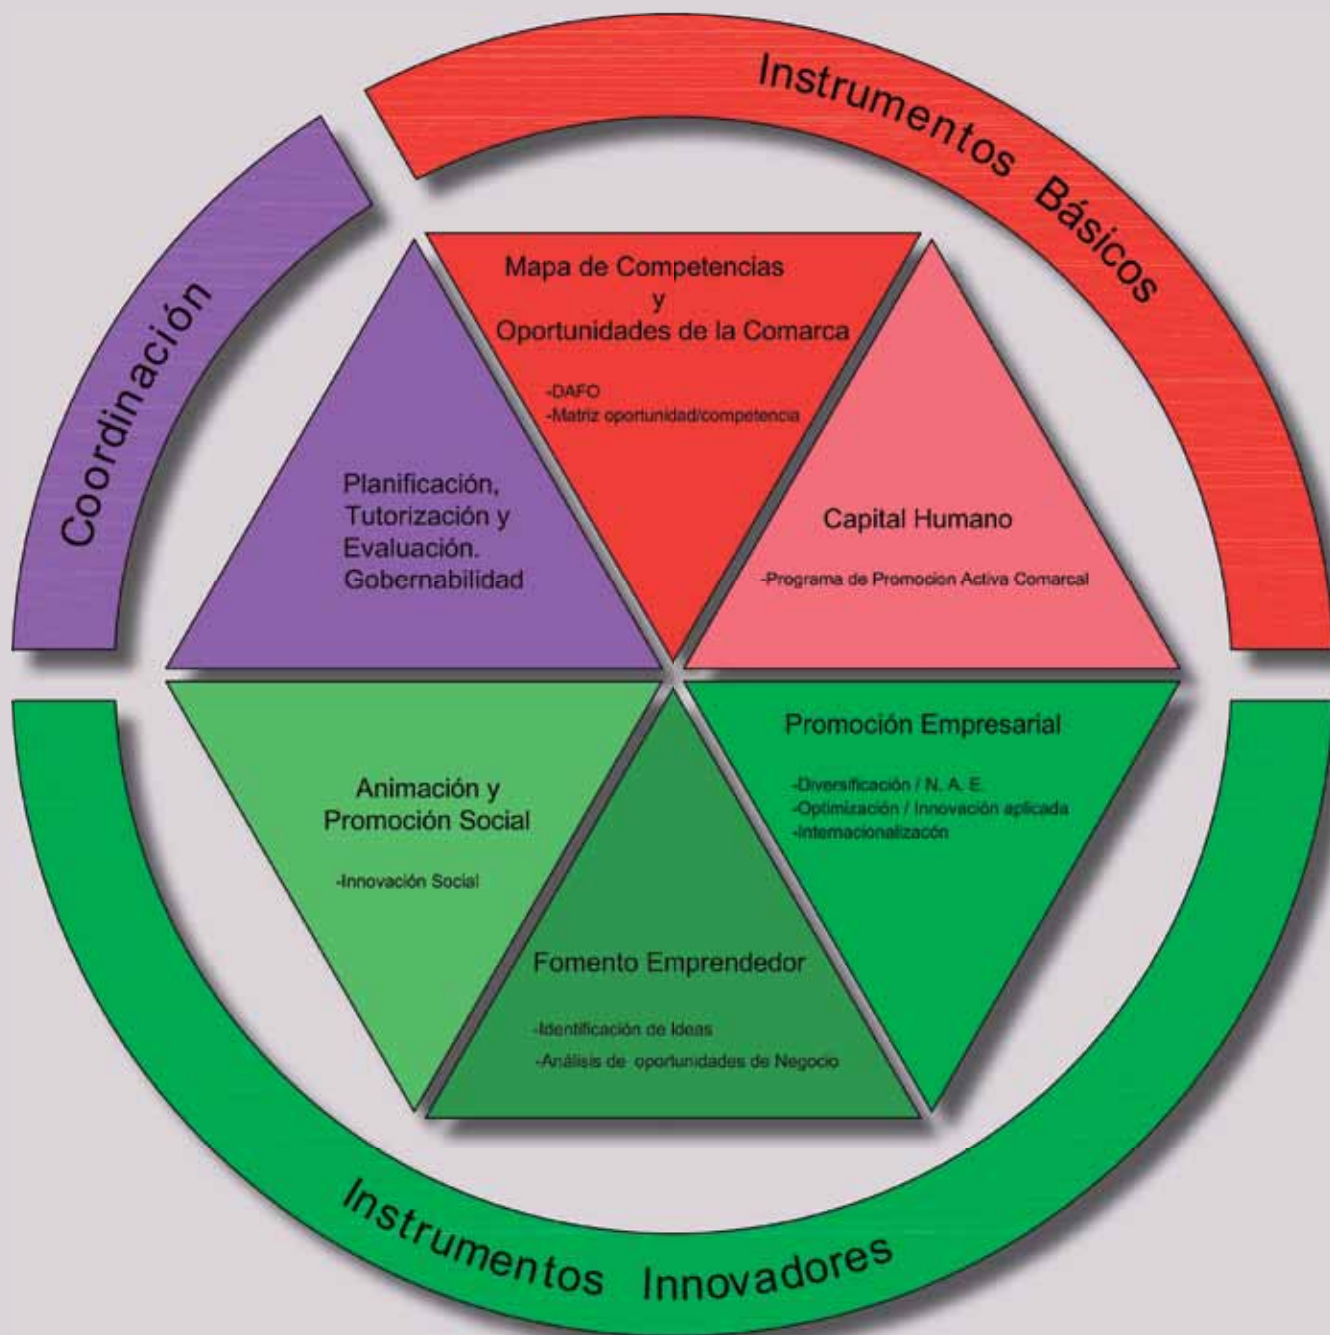 Instrumentos Básicos
Coordinación
Mapa de Competencias
y
Oportunidades de la Comarca
-DAFO
-Matriz oportunidad/competencia
Planificación,
Tutorización y
Evaluación.
Gobernabilidad
Capital Humano
-Programa de Promocion Activa Comarcal
Promoción Empresarial
-Diversificación / N. A. E.
-Optimización / Innovación aplicada
-Internacionalizacón
Animación y
Promoción Social
-Innovación Social
Fomento Emprendedor
-Identificación de Ideas
-Análisis de oportunidades de Negocio
Instrumentos Innovadores